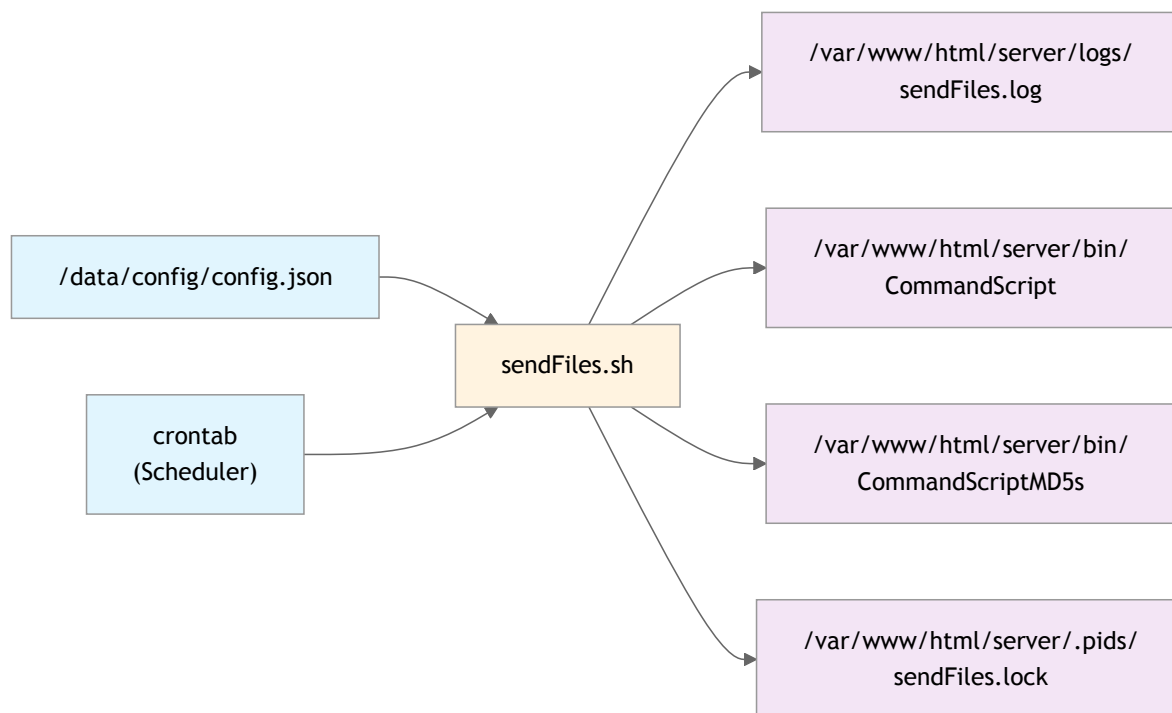 /data/config/config.json
crontab
(Scheduler)
sendFiles.sh
/var/www/html/server/logs/
sendFiles.log
/var/www/html/server/bin/
CommandScript
/var/www/html/server/bin/
CommandScriptMD5s
/var/www/html/server/.pids/
sendFiles.lock